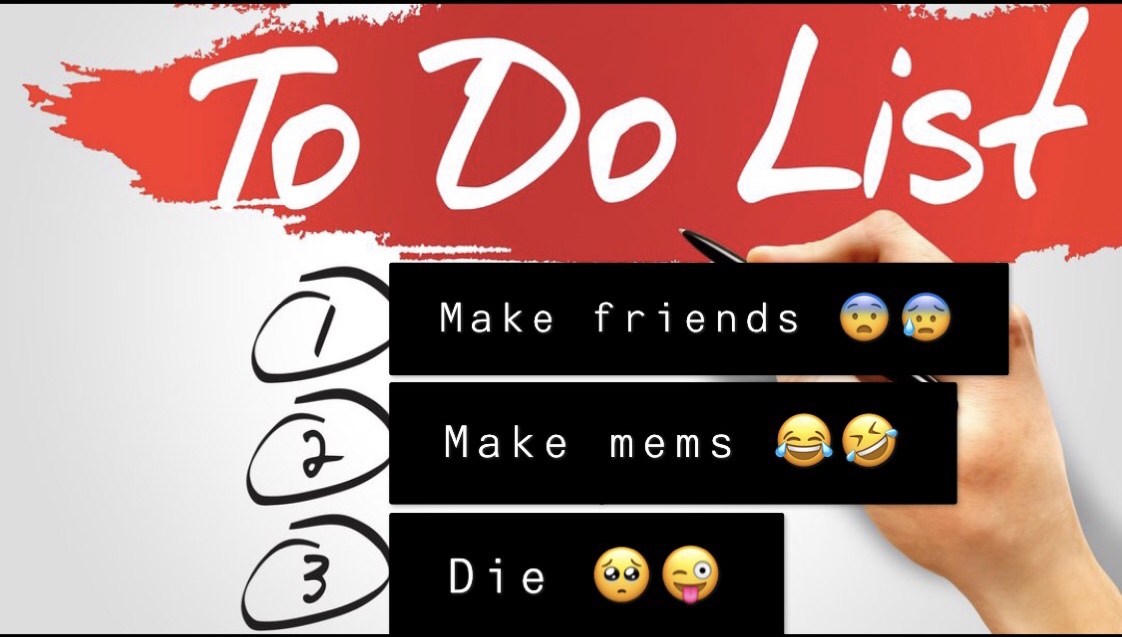 To Do List
1 Make friends 😨😰
2 Make mems 😂🤣
3 Die 🥺😜